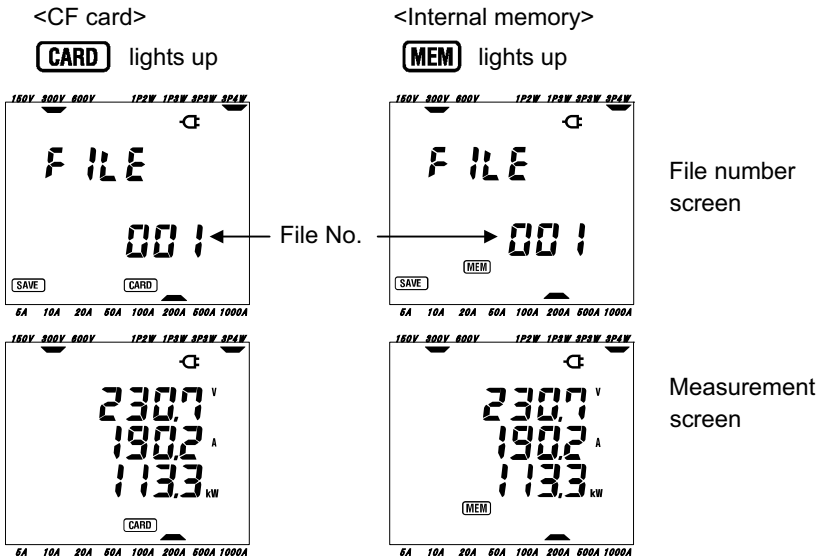 <CF card>
CARD lights up
150V 300V 600V 1P2W 1P3W 3P3W 3P4W
FILE
001
SAVE CARD
5A 10A 20A 50A 100A 200A 500A 1000A
150V 300V 600V 1P2W 1P3W 3P3W 3P4W
230.7 V
190.2 A
113.3 kW
CARD
5A 10A 20A 50A 100A 200A 500A 1000A
File No.
<Internal memory>
MEM lights up
150V 300V 600V 1P2W 1P3W 3P3W 3P4W
FILE
001
MEM
SAVE
5A 10A 20A 50A 100A 200A 500A 1000A
150V 300V 600V 1P2W 1P3W 3P3W 3P4W
230.7 V
190.2 A
113.3 kW
MEM
5A 10A 20A 50A 100A 200A 500A 1000A
File number
screen
Measurement
screen